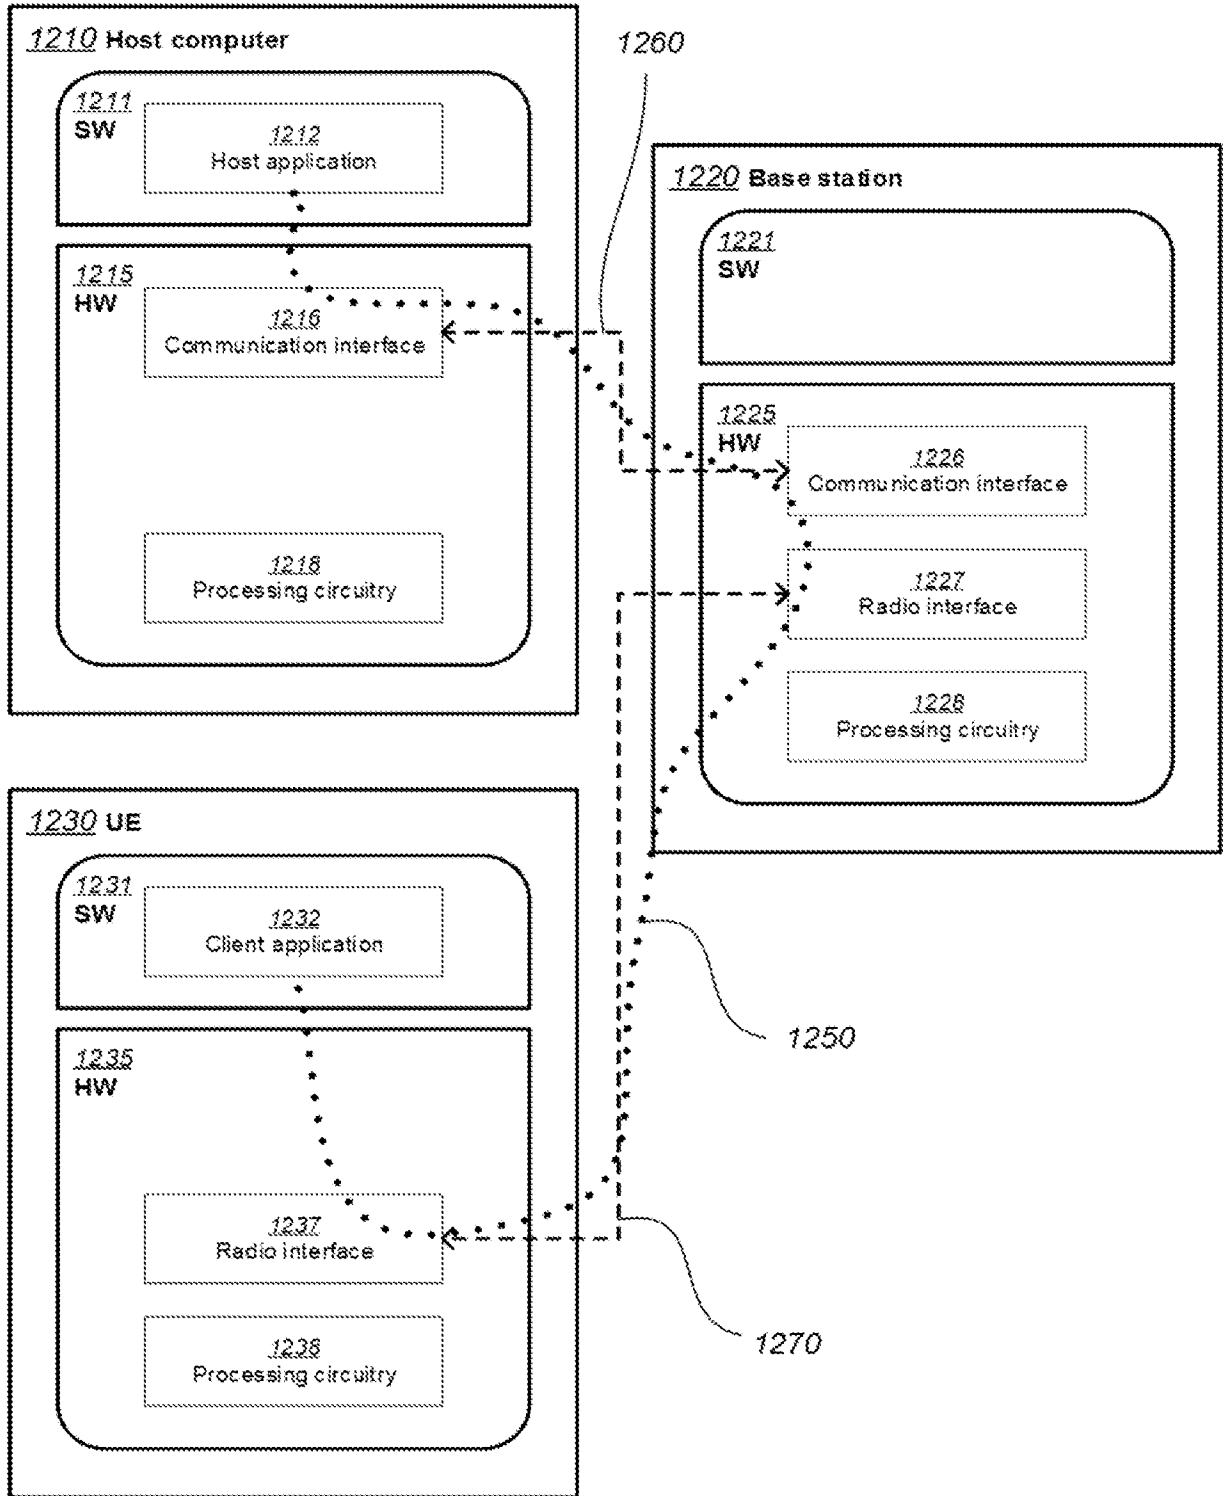 1210 Host computer
1211
SW
1212
Host application
1215
HW
1216
Communication interface
1218
Processing circuitry
1260
1220 Base station
1221
SW
1225
HW
1226
Communication interface
1227
Radio interface
1228
Processing circuitry
1230 UE
1231
SW
1232
Client application
1235
HW
1237
Radio interface
1238
Processing circuitry
1250
1270